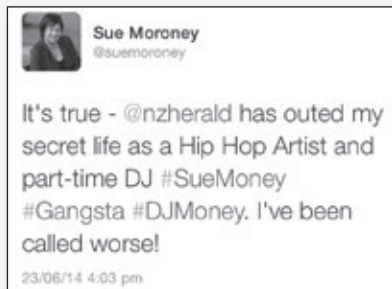 Sue Moroney
@suemoroney
It's true - @nzherald has outed my
secret life as a Hip Hop Artist and
part-time DJ #SueMoney
#Gangsta #DJMoney. I've been
called worse!
23/06/14 4:03 pm